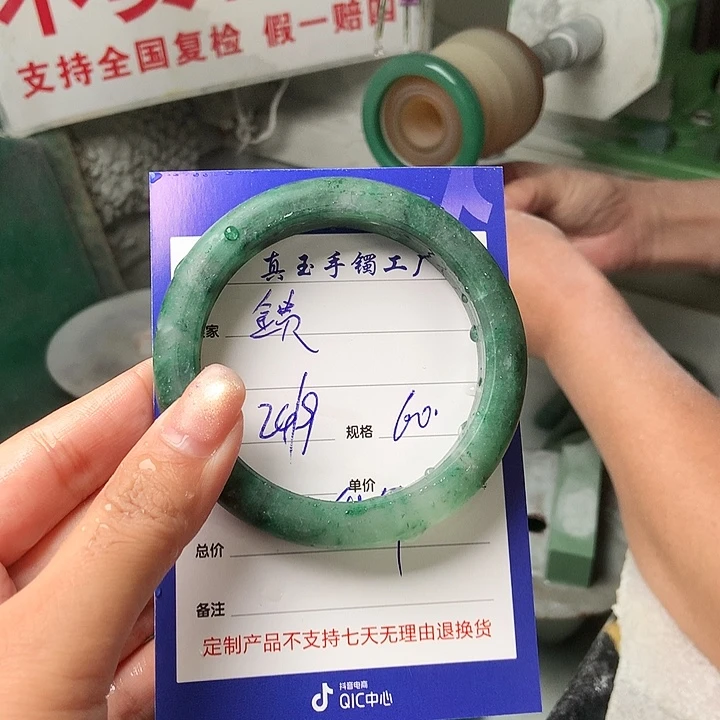 支持全国复检 假一赔四
真玉手镯工厂
家
2419 规格 60.
单价
总价
备注
定制产品不支持七天无理由退换货
抖音电商
QIC中心